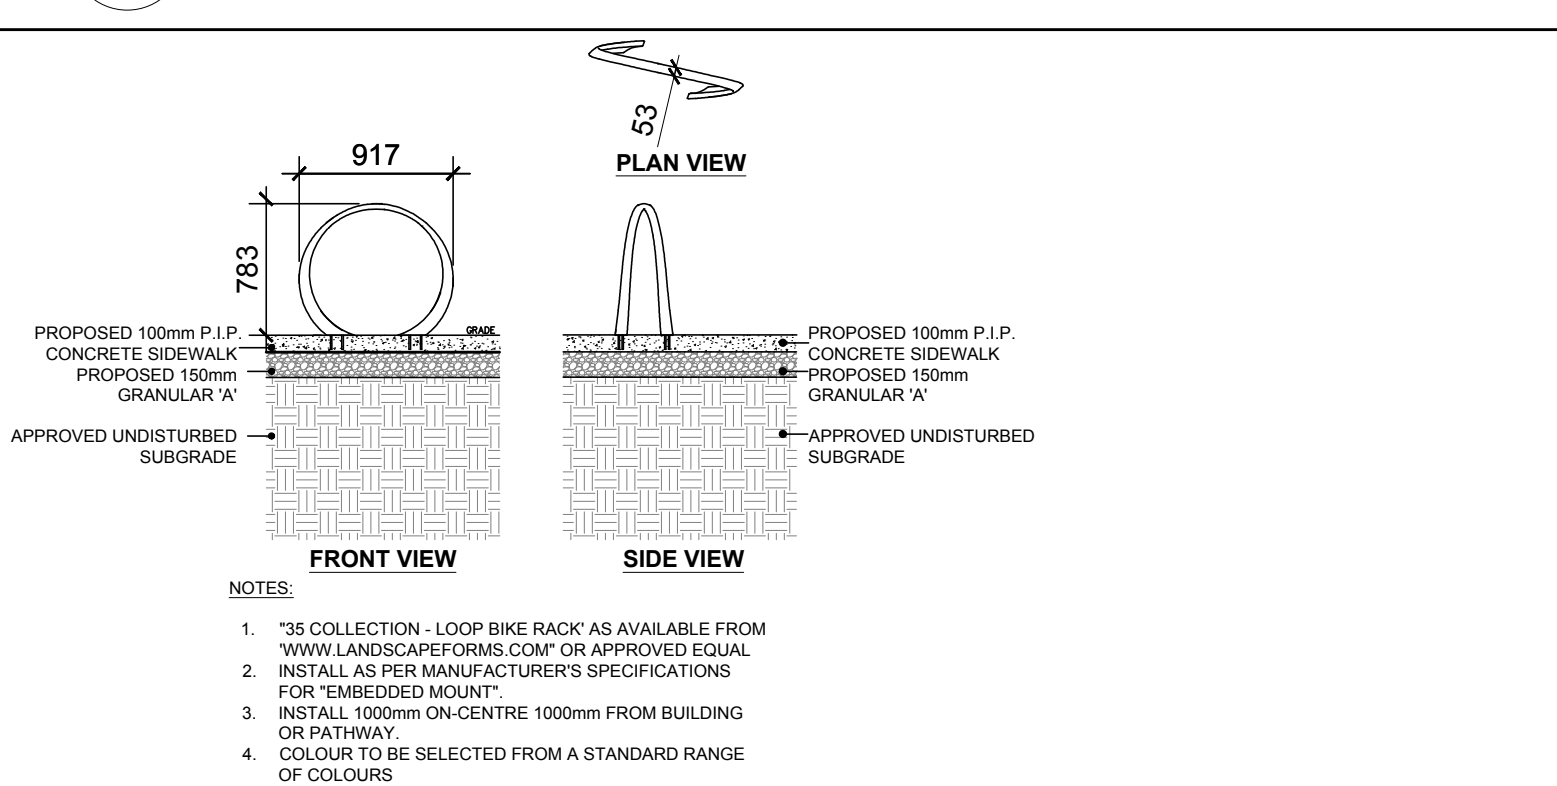 53
PLAN VIEW
917
783
GRADE
PROPOSED 100mm P.I.P.
CONCRETE SIDEWALK
PROPOSED 150mm
GRANULAR 'A'
APPROVED UNDISTURBED
SUBGRADE
PROPOSED 100mm P.I.P.
CONCRETE SIDEWALK
PROPOSED 150mm
GRANULAR 'A'
APPROVED UNDISTURBED
SUBGRADE
FRONT VIEW
SIDE VIEW
NOTES:
1. "35 COLLECTION - LOOP BIKE RACK' AS AVAILABLE FROM
'WWW.LANDSCAPEFORMS.COM" OR APPROVED EQUAL
2. INSTALL AS PER MANUFACTURER'S SPECIFICATIONS
FOR "EMBEDDED MOUNT".
3. INSTALL 1000mm ON-CENTRE 1000mm FROM BUILDING
OR PATHWAY.
4. COLOUR TO BE SELECTED FROM A STANDARD RANGE
OF COLOURS